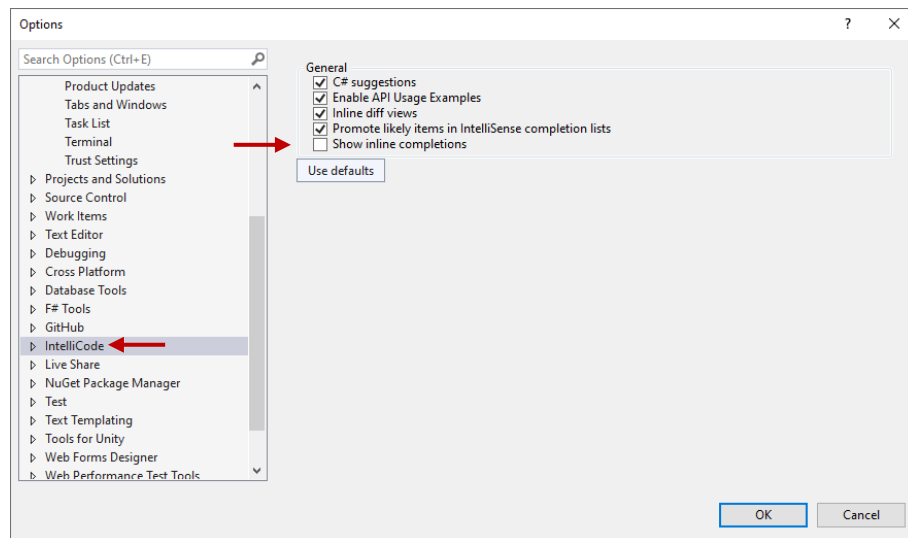 Options
?
Search Options (Ctrl+E)
Product Updates
Tabs and Windows
Task List
Terminal
Trust Settings
Projects and Solutions
Source Control
Work Items
Text Editor
Debugging
Cross Platform
Database Tools
F# Tools
GitHub
IntelliCode
Live Share
NuGet Package Manager
Test
Text Templating
Tools for Unity
Web Forms Designer
Web Performance Test Tools
General
C# suggestions
Enable API Usage Examples
Inline diff views
Promote likely items in IntelliSense completion lists
Show inline completions
Use defaults
OK
Cancel